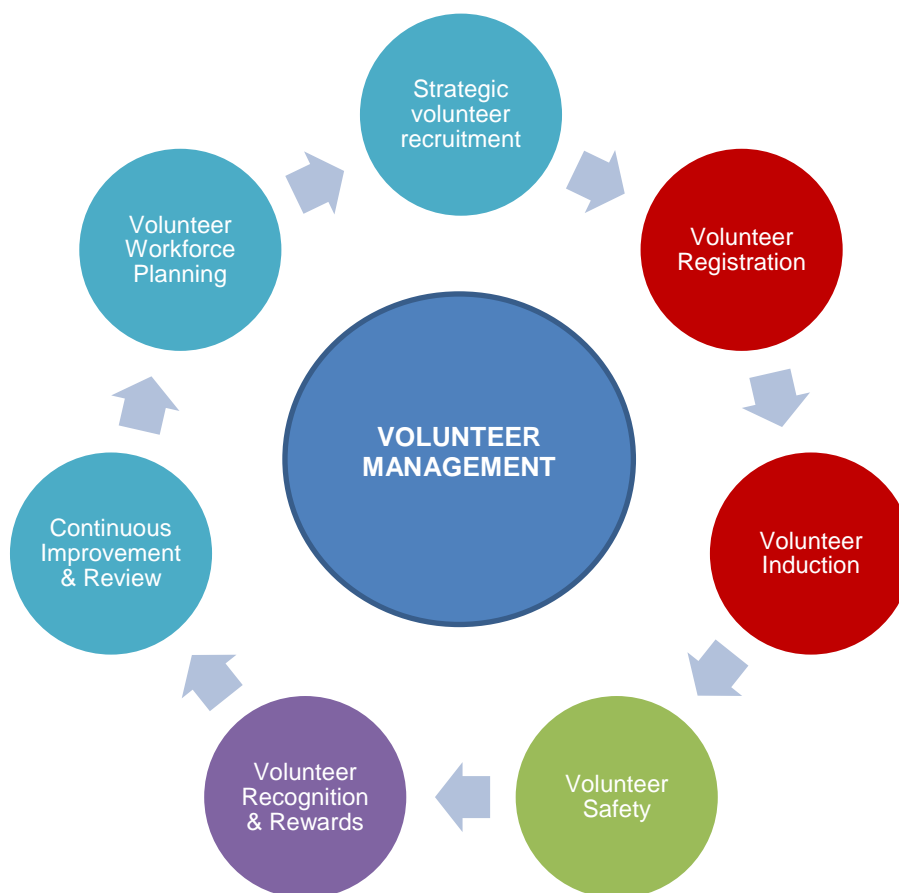 Strategic
volunteer
recruitment
Volunteer
Registration
Volunteer
Induction
Volunteer
Safety
Volunteer
Recognition
& Rewards
Continuous
Improvement
& Review
Volunteer
Workforce
Planning
VOLUNTEER
MANAGEMENT